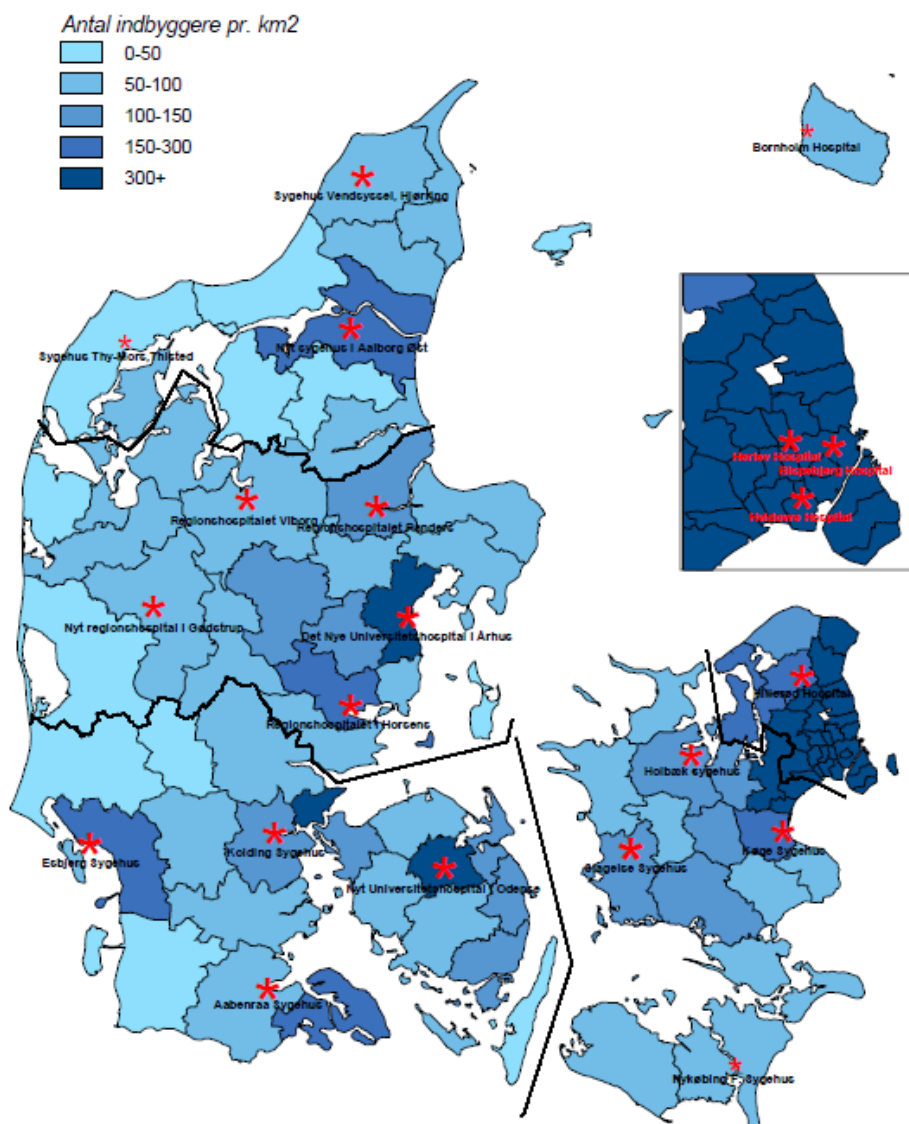 Antal indbyggere pr. km2
0-50
50-100
100-150
150-300
300+
Bornholm Hospital
Sygehus Vendsyssel, Hjørring
Nyt sygehus i Aalborg Øst
Sygehus Thy-Mors, Thisted
Herlev Hospital
Bispebjerg Hospital
Hvidovre Hospital
Regionshospitalet Viborg
Regionshospitalet Randers
Nyt regionshospital i Gødstrup
Det Nye Universitetshospital i Århus
Hillerød Hospital
Regionshospitalet i Horsens
Holbæk sygehus
Esbjerg Sygehus
Kolding Sygehus
Slagelse Sygehus
Køge Sygehus
Nyt Universitetshospital i Odense
Aabenraa Sygehus
Nykøbing F. Sygehus